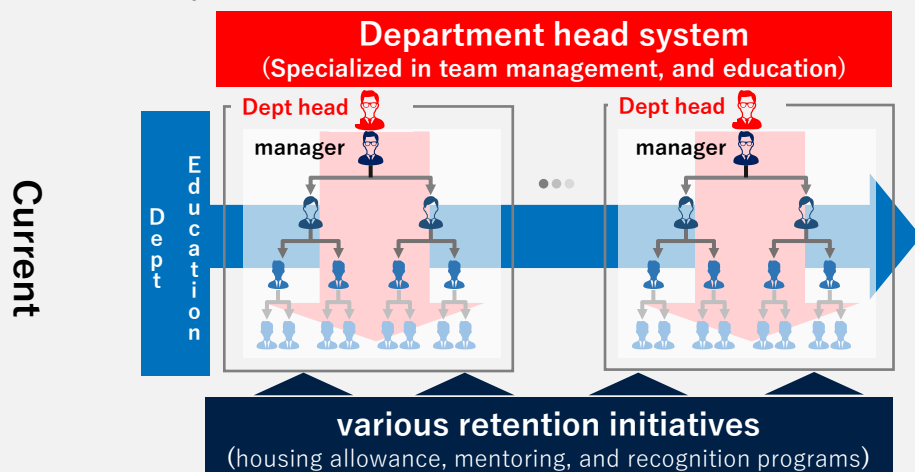 Department head system
(Specialized in team management, and education)
Dept head
Dept head
manager
manager
Education
Dept
Current
various retention initiatives
(housing allowance, mentoring, and recognition programs)